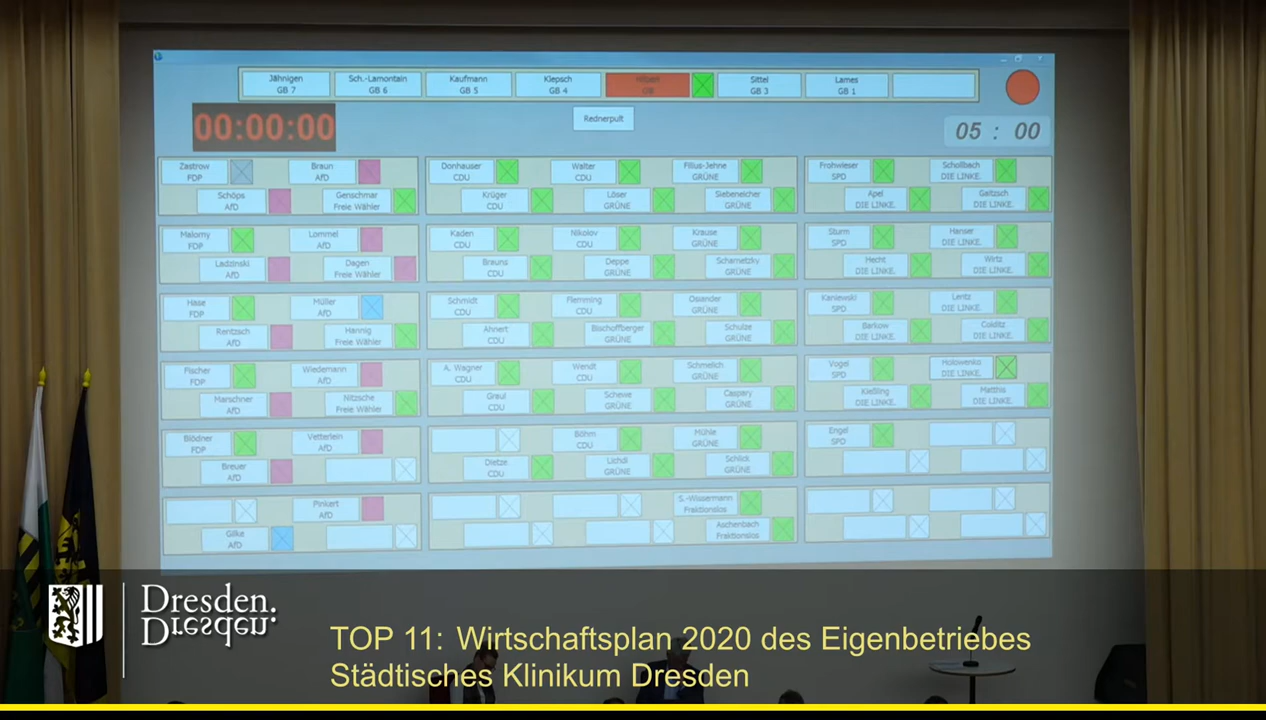 Jähnigen
GB 7
Sch.-Lamontain
GB 6
Kaufmann
GB 5
Klepsch
GB 4
GB
Sittel
GB 3
Lames
GB 1
00:00:00
Rednerpult
05 : 00
Zastrow
FDP
Braun
AfD
Schöps
AfD
Genschmar
Freie Wähler
Malorny
FDP
Lommel
AfD
Ladzinski
AfD
Dagen
Freie Wähler
Hase
FDP
Müller
AfD
Rentzsch
AfD
Hannig
Freie Wähler
Fischer
FDP
Wiedemann
AfD
Marschner
AfD
Nitzsche
Freie Wähler
Blödner
FDP
Vetterlein
AfD
Breuer
AfD
Pinkert
AfD
Gilke
AfD
Donhauser
CDU
Walter
CDU
Filius-Jehne
GRÜNE
Krüger
CDU
Löser
GRÜNE
Siebeneicher
GRÜNE
Kaden
CDU
Nikolov
CDU
Krause
GRÜNE
Brauns
CDU
Deppe
GRÜNE
Scharnetzky
GRÜNE
Schmidt
CDU
Flemming
CDU
Osiander
GRÜNE
Ahnert
CDU
Bischoffberger
GRÜNE
Schulze
GRÜNE
A. Wagner
CDU
Wendt
CDU
Schmelich
GRÜNE
Graul
CDU
Schewe
GRÜNE
Caspary
GRÜNE
Böhm
CDU
Mühle
GRÜNE
Dietze
CDU
Lichdi
GRÜNE
Schlick
GRÜNE
S.-Wissermann
Fraktionslos
Aschenbach
Fraktionslos
Frohwieser
SPD
Schollbach
DIE LINKE.
Apel
DIE LINKE.
Gaitzsch
DIE LINKE.
Sturm
SPD
Hanser
DIE LINKE.
Hecht
DIE LINKE.
Wirtz
DIE LINKE.
Kaniewski
SPD
Lentz
DIE LINKE.
Barkow
DIE LINKE.
Colditz
DIE LINKE.
Vogel
SPD
Holowenko
DIE LINKE.
Kießling
DIE LINKE.
Matthis
DIE LINKE.
Engel
SPD
Dresden.
Dresden.
TOP 11: Wirtschaftsplan 2020 des Eigenbetriebes
Städtisches Klinikum Dresden